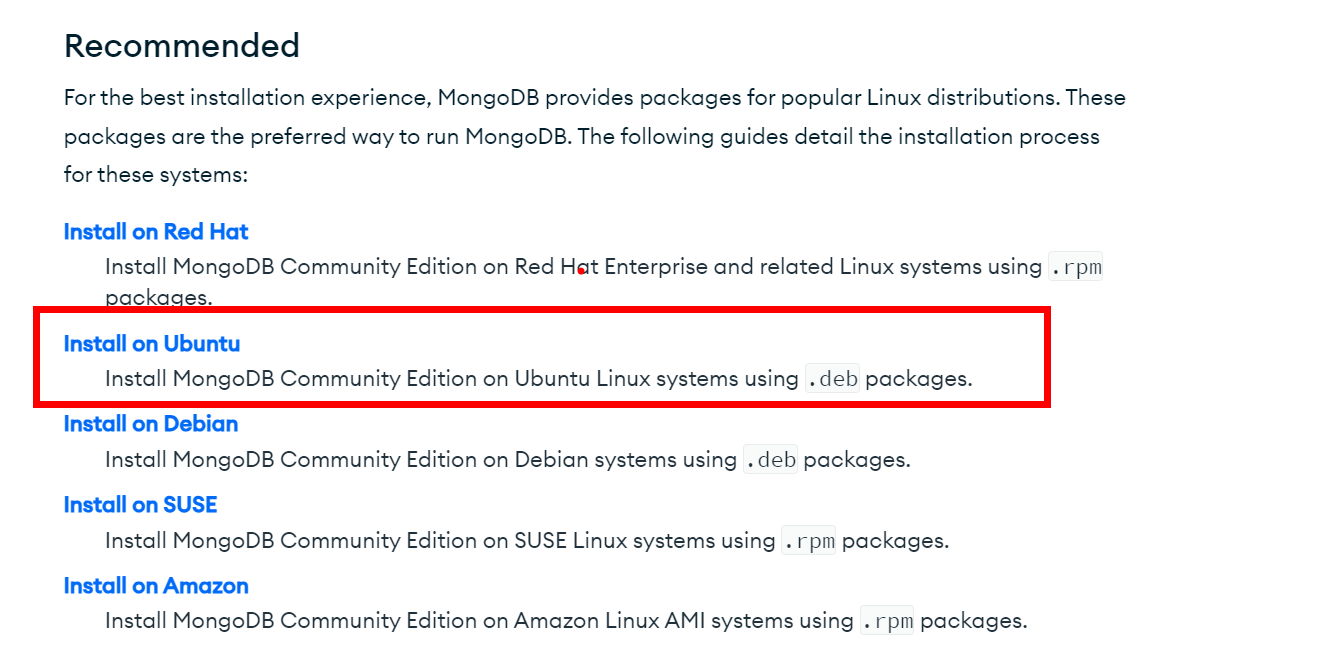 Recommended
For the best installation experience, MongoDB provides packages for popular Linux distributions. These
packages are the preferred way to run MongoDB. The following guides detail the installation process
for these systems:
Install on Red Hat
Install MongoDB Community Edition on Red Hat Enterprise and related Linux systems using .rpm
packages.
Install on Ubuntu
Install MongoDB Community Edition on Ubuntu Linux systems using .deb packages.
Install on Debian
Install MongoDB Community Edition on Debian systems using .deb packages.
Install on SUSE
Install MongoDB Community Edition on SUSE Linux systems using .rpm packages.
Install on Amazon
Install MongoDB Community Edition on Amazon Linux AMI systems using .rpm packages.